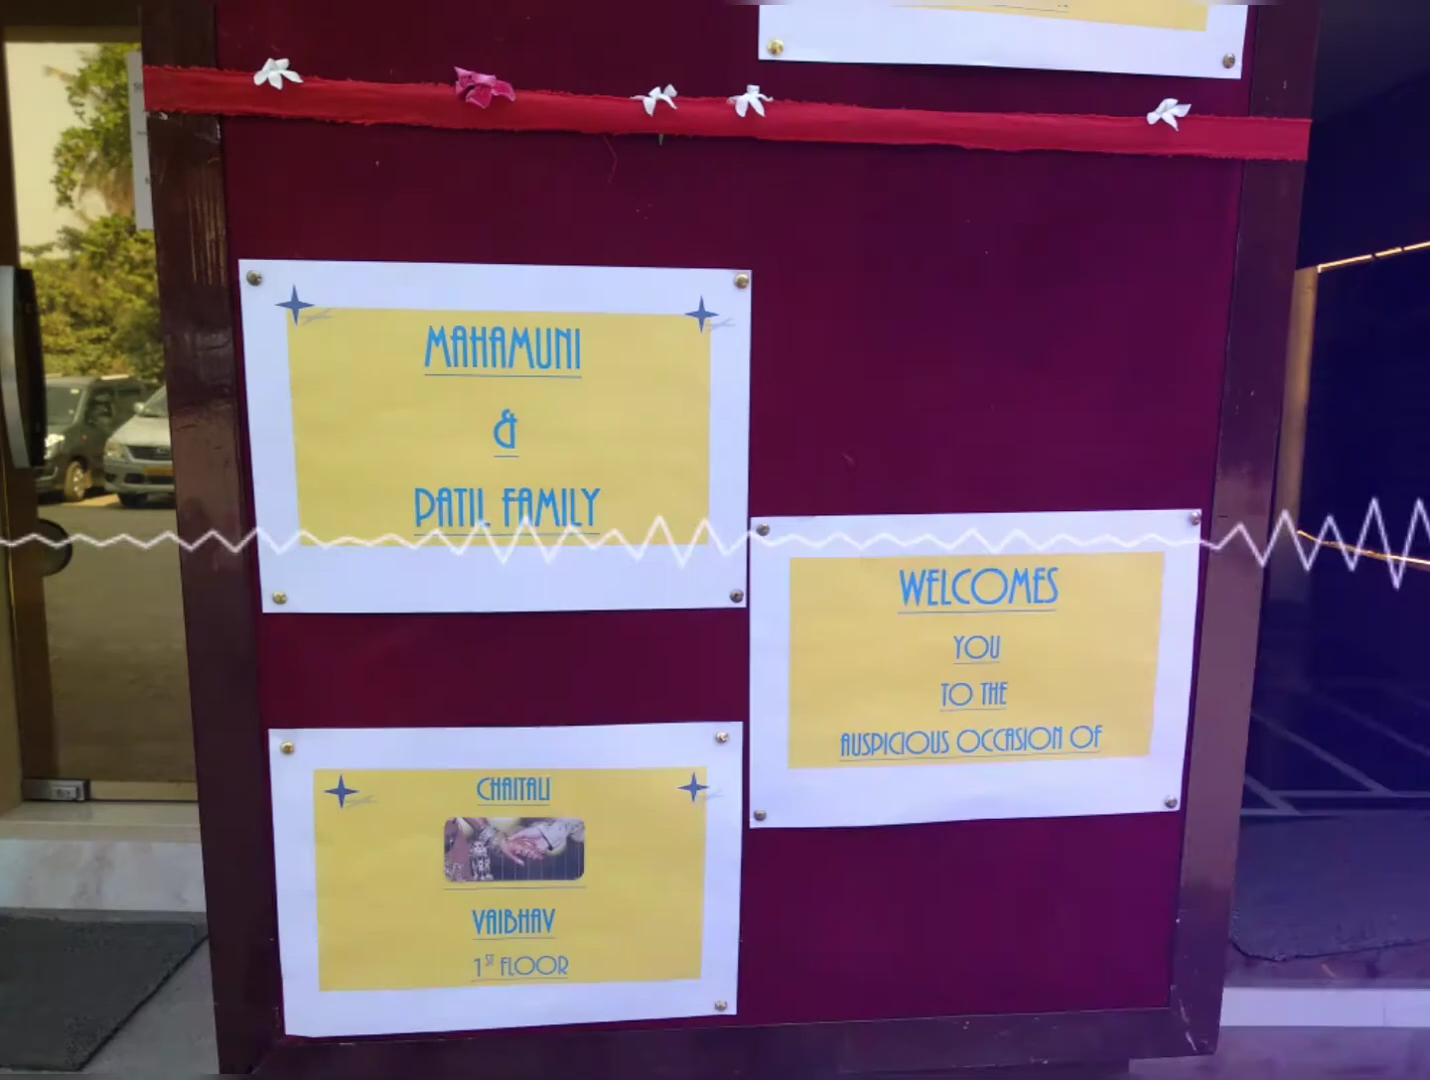 MAHAMUNI
&
PATIL FAMILY
WELCOMES
YOU
TO THE
AUSPICIOUS OCCASION OF
CHAITALI
VAIBHAV
1ST FLOOR